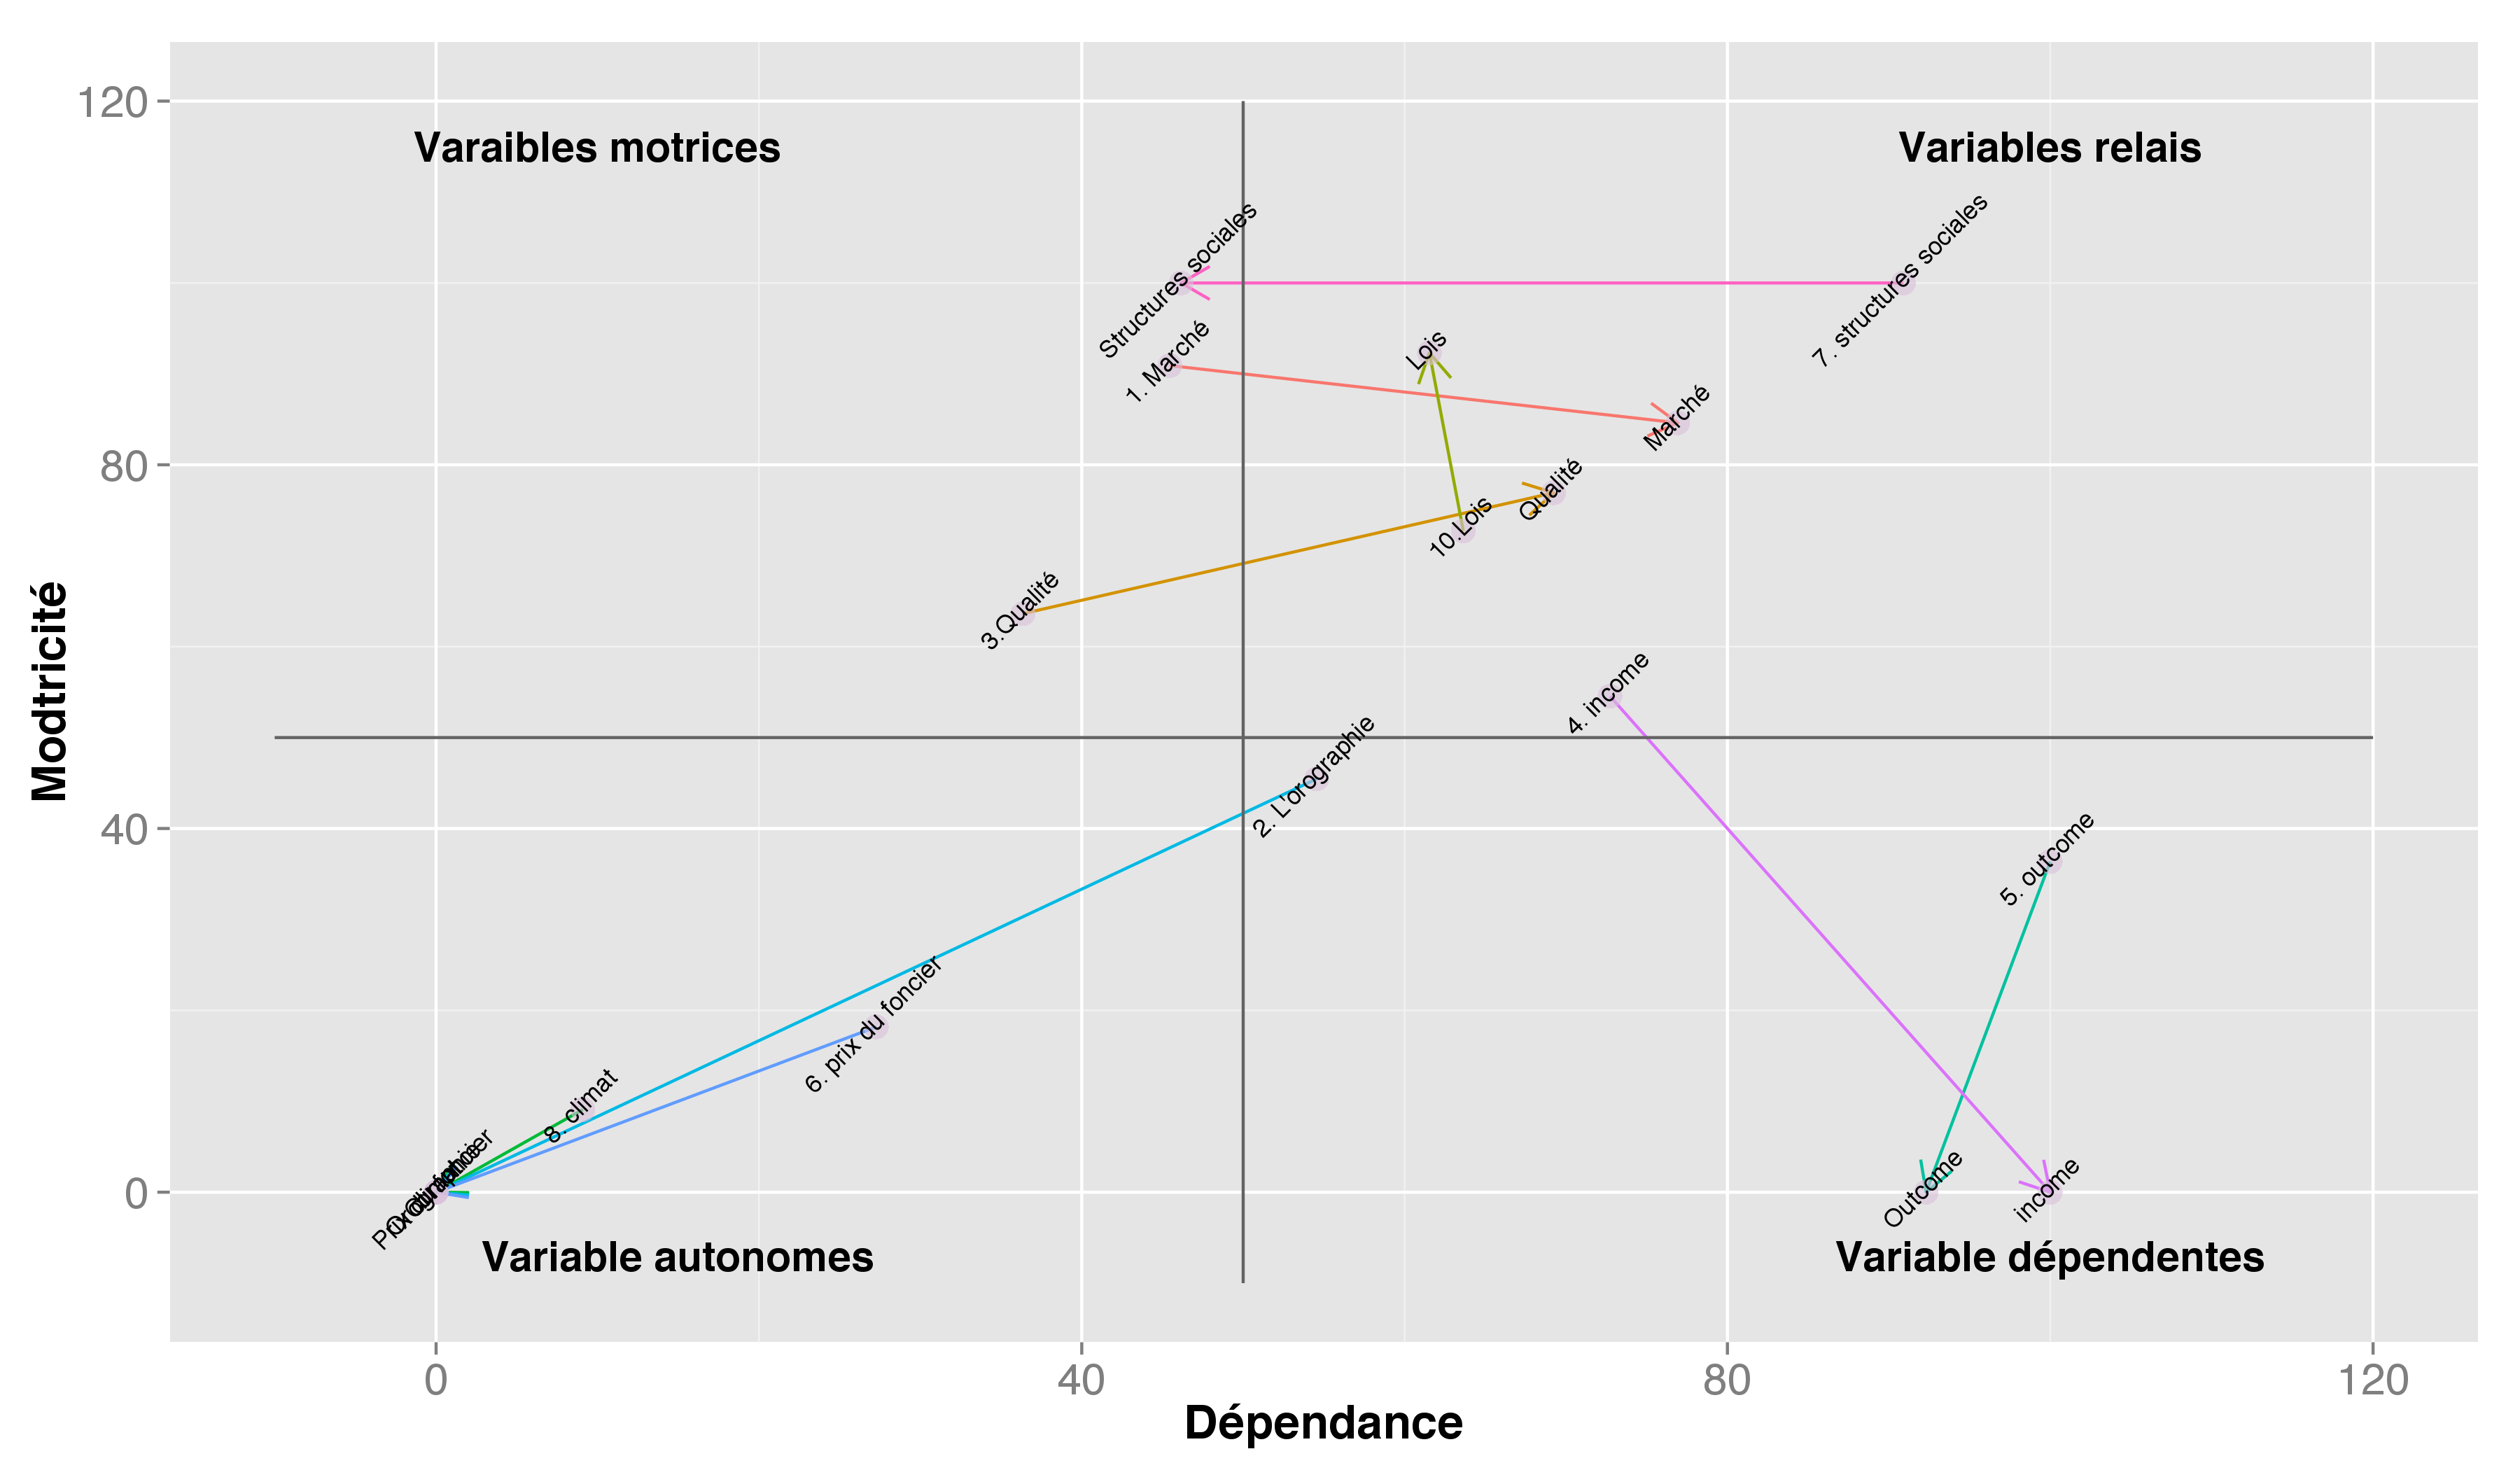 120
Varaibles motrices
Variables relais
Structures sociales
7. structures sociales
1. Marché
Lois
Marché
80
Qualité
10.Lois
3.Qualité
4. income
2. L'orographie
Modtricité
40
5. outcome
6. prix du foncier
8. climat
0
Outcome
income
Variable autonomes
Variable dépendentes
0
40
80
120
Dépendance